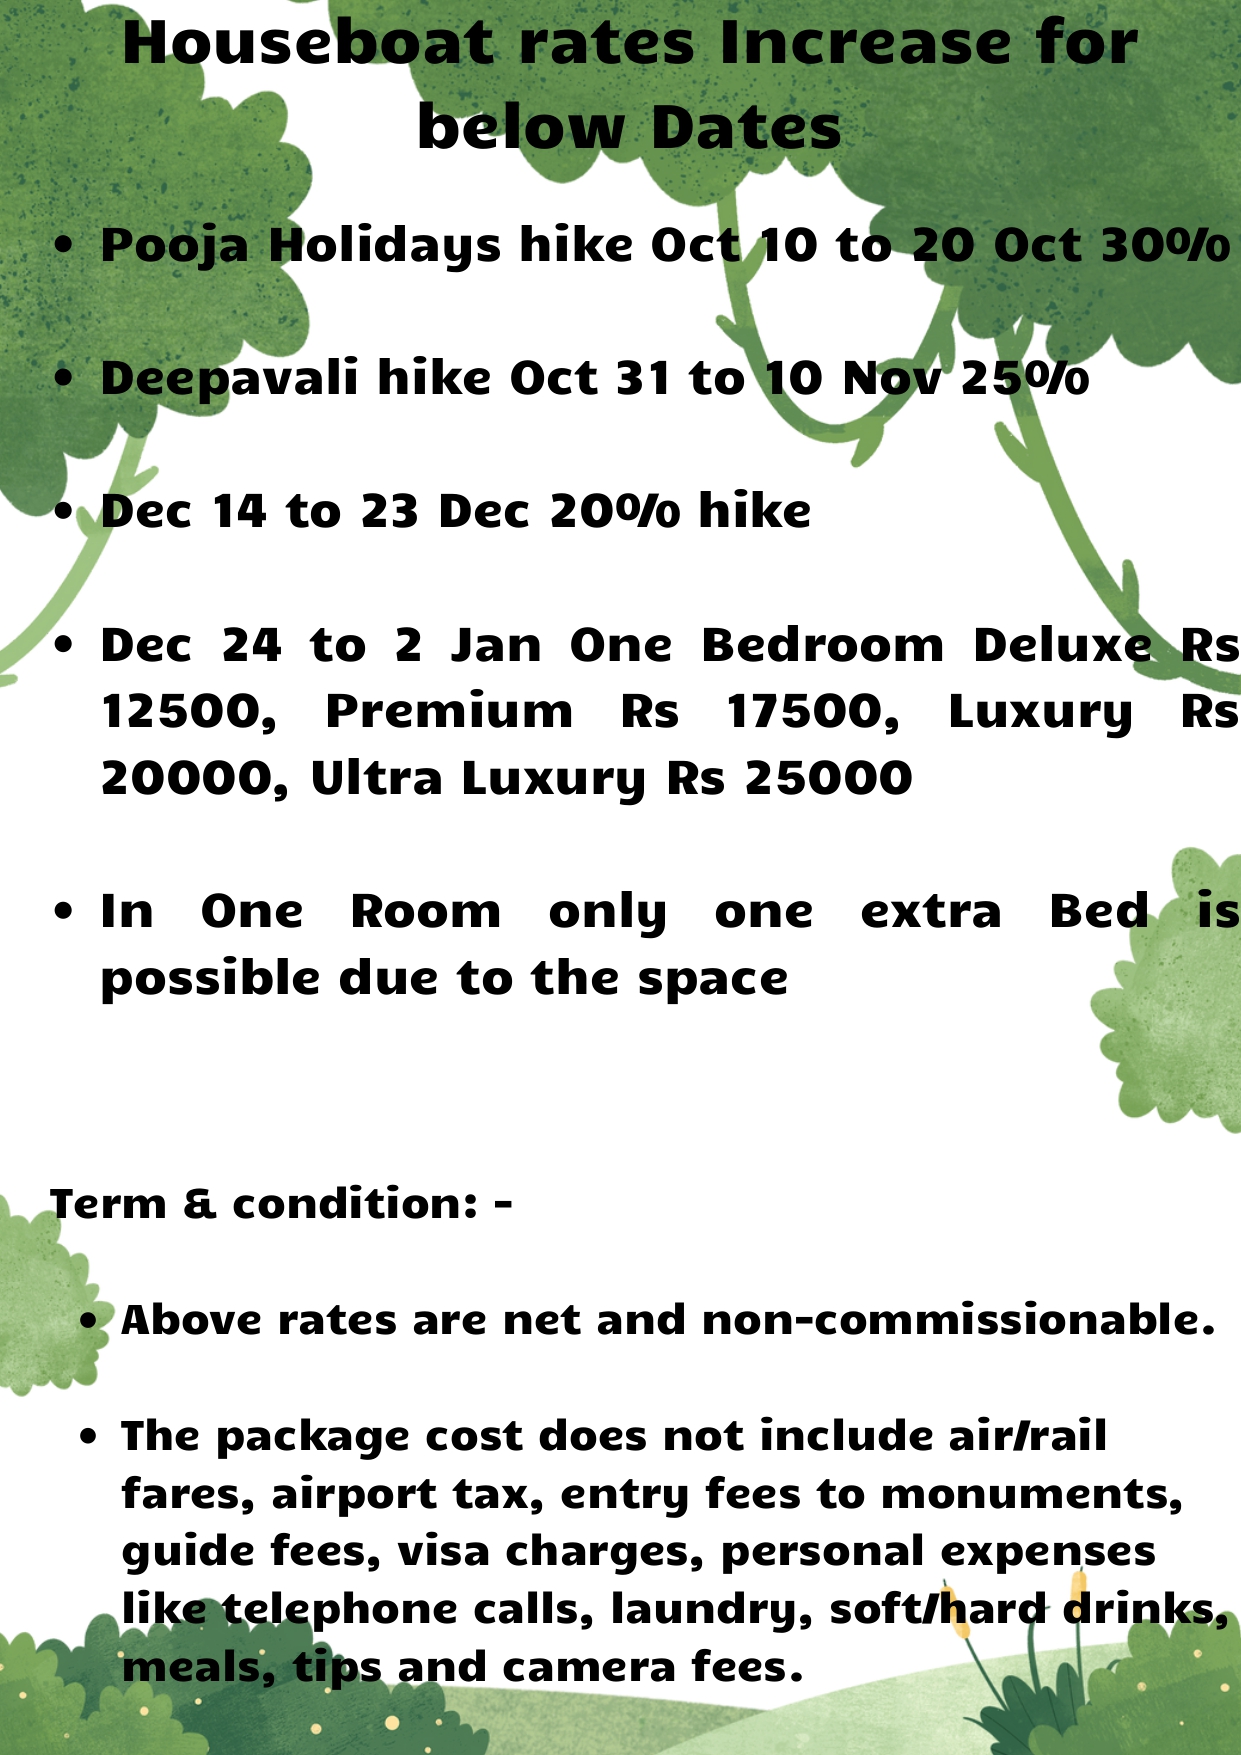 Houseboat rates Increase for
below Dates
• Pooja Holidays hike Oct 10 to 20 Oct 30%
• Deepavali hike Oct 31 to 10 Nov 25%
• Dec 14 to 23 Dec 20% hike
• Dec 24 to 2 Jan One Bedroom Deluxe Rs
12500, Premium Rs 17500, Luxury Rs
20000, Ultra Luxury Rs 25000
• In One Room only one extra Bed is
possible due to the space
Term & condition: -
• Above rates are net and non-commissionable.
• The package cost does not include air/rail
fares, airport tax, entry fees to monuments,
guide fees, visa charges, personal expenses
like telephone calls, laundry, soft/hard drinks,
meals, tips and camera fees.